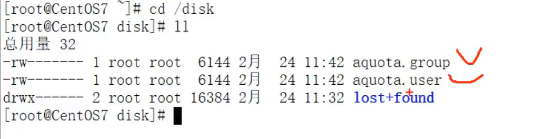 [root@CentOS7 ~]# cd /disk
[root@CentOS7 disk]# ll
总用量 32
-rw------- 1 root root 6144 2月 24 11:42 aquota.group
-rw------- 1 root root 6144 2月 24 11:42 aquota.user
drwx------ 2 root root 16384 2月 24 11:32 lost+found
[root@CentOS7 disk]#